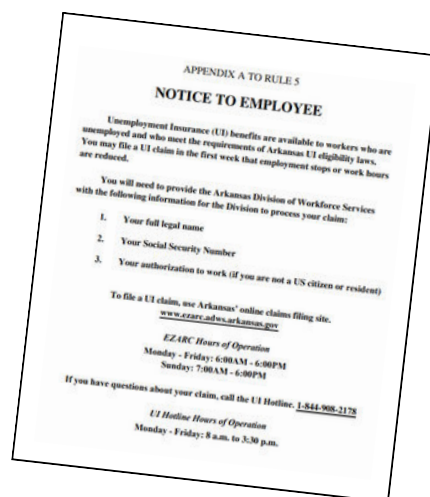 APPENDIX A TO RULE 5
NOTICE TO EMPLOYEE
Unemployment Insurance (UI) benefits are available to workers who are
unemployed and who meet the requirements of Arkansas UI eligibility laws.
You may file a UI claim in the first week that employment stops or work hours
are reduced.
You will need to provide the Arkansas Division of Workforce Services
with the following information for the Division to process your claim:
1. Your full legal name
2. Your Social Security Number
3. Your authorization to work (if you are not a US citizen or resident)
To file a UI claim, use Arkansas' online claims filing site.
www.ezarc.adws.arkansas.gov
EZARC Hours of Operation
Monday - Friday: 6:00AM - 6:00PM
Sunday: 7:00AM - 6:00PM
If you have questions about your claim, call the UI Hotline. 1-844-908-2178
UI Hotline Hours of Operation
Monday - Friday: 8 a.m. to 3:30 p.m.